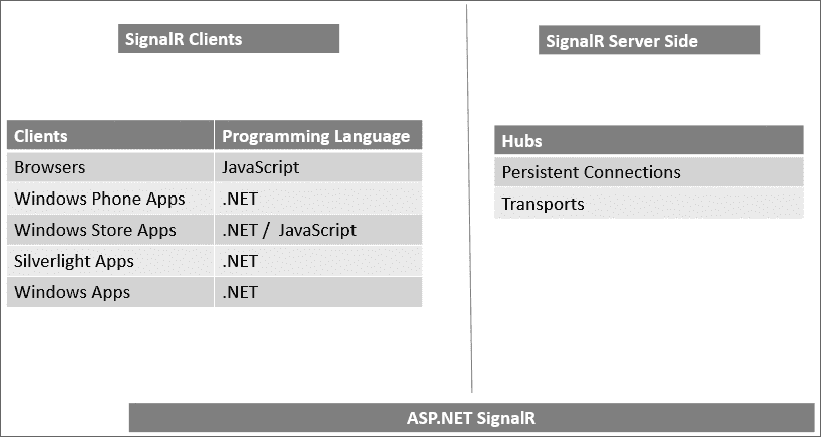 SignalR Clients
SignalR Server Side
Clients Programming Language
Browsers JavaScript
Windows Phone Apps .NET
Windows Store Apps .NET / JavaScript
Silverlight Apps .NET
Windows Apps .NET
Hubs
Persistent Connections
Transports
ASP.NET SignalR